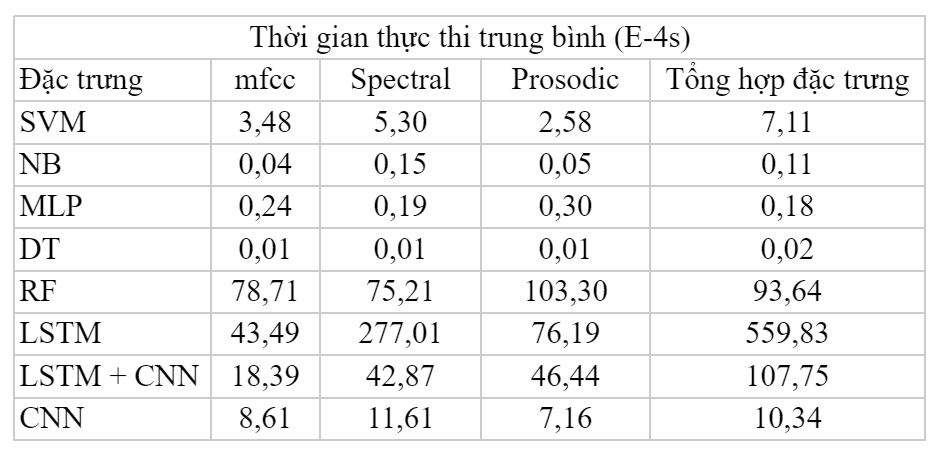 Thời gian thực thi trung bình (E-4s)
Đặc trưng mfcc Spectral Prosodic Tổng hợp đặc trưng
SVM 3,48 5,30 2,58 7,11
NB 0,04 0,15 0,05 0,11
MLP 0,24 0,19 0,30 0,18
DT 0,01 0,01 0,01 0,02
RF 78,71 75,21 103,30 93,64
LSTM 43,49 277,01 76,19 559,83
LSTM + CNN 18,39 42,87 46,44 107,75
CNN 8,61 11,61 7,16 10,34